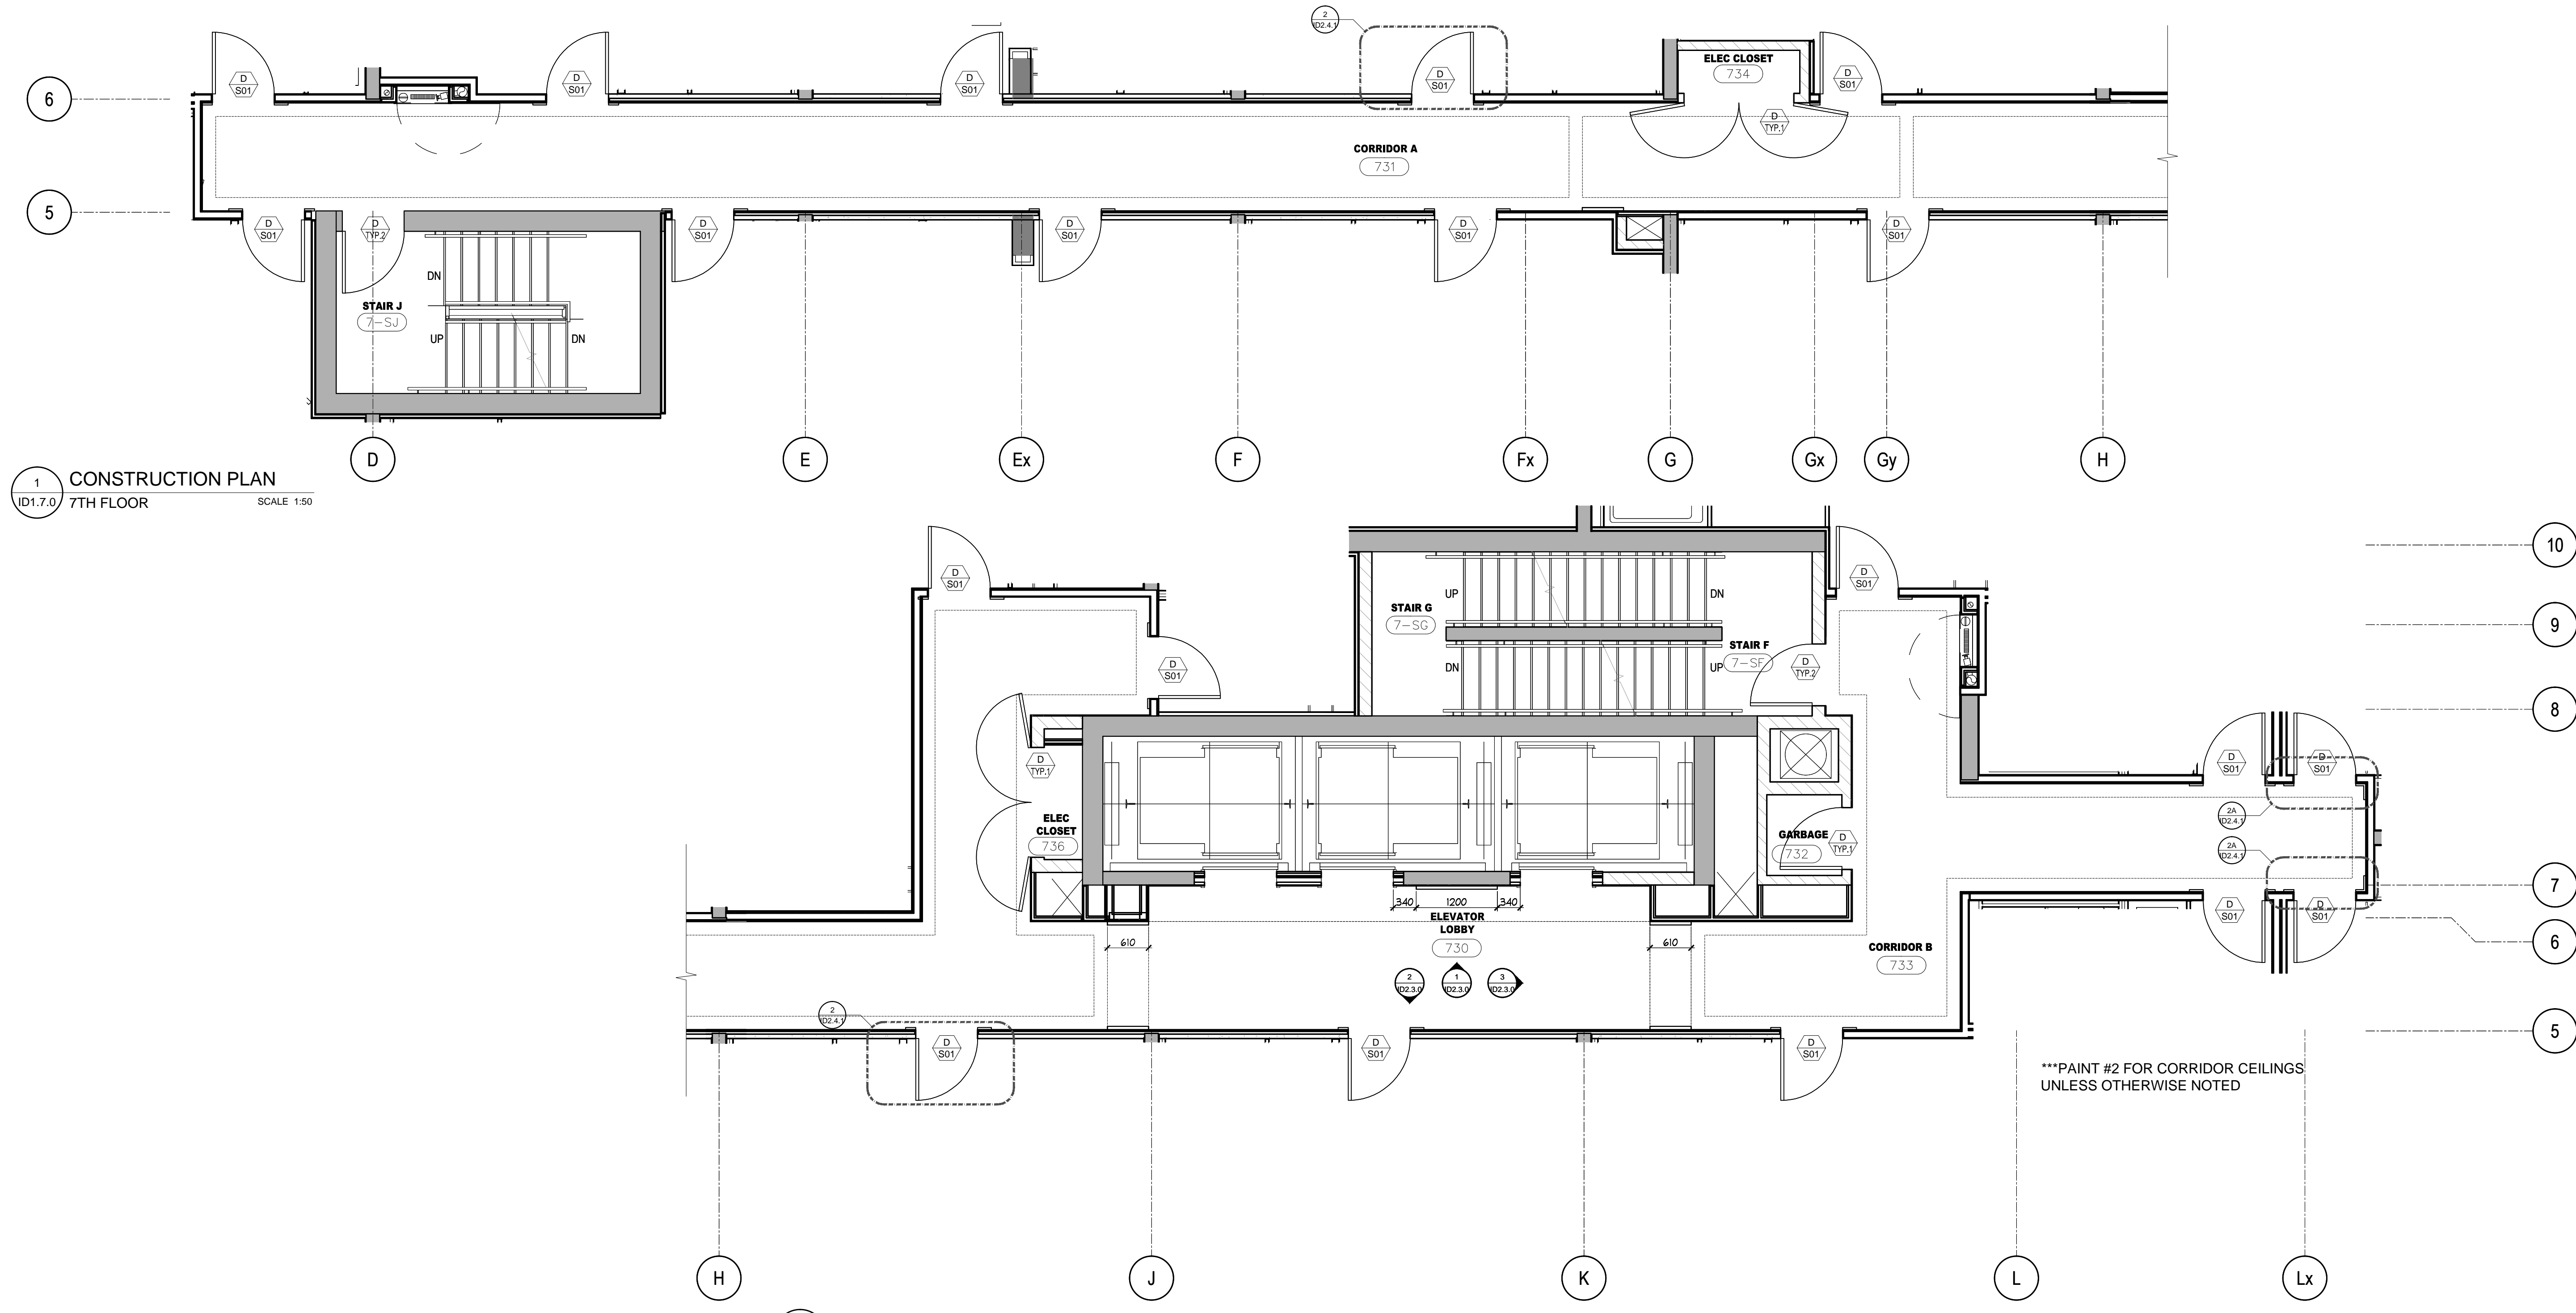 2
ID2.4.1
D
S01
D
S01
D
S01
D
S01
ELEC CLOSET
734
D
S01
6
D
TYP.1
CORRIDOR A
731
5
D
S01
D
TYP.2
D
S01
D
S01
D
S01
D
S01
DN
STAIR J
7-SJ
UP
DN
D
E
Ex
F
Fx
G
Gx
Gy
H
1
ID1.7.0
CONSTRUCTION PLAN
7TH FLOOR
SCALE 1:50
10
D
S01
D
S01
UP
DN
STAIR G
7-SG
9
D
S01
DN
UP
STAIR F
7-SF
D
TYP.2
8
D
TYP.1
D
S01
D
S01
ELEC
CLOSET
736
GARBAGE
732
D
TYP.1
2A
ID2.4.1
2A
ID2.4.1
7
340
1200
340
ELEVATOR
LOBBY
730
D
S01
D
S01
610
610
CORRIDOR B
733
6
2
ID2.3.0
1
ID2.3.0
3
ID2.3.0
2
ID2.4.1
D
S01
D
S01
D
S01
5
***PAINT #2 FOR CORRIDOR CEILINGS
UNLESS OTHERWISE NOTED
H
J
K
L
Lx